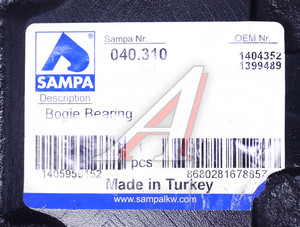 Sampa Nr.
OEM Nr.
040.310
1404352
1399489
SAMPA
Description
Bogie Bearing
1 pcs
1405955152
8680281678857
Made in Turkey
www.sampalkw.com